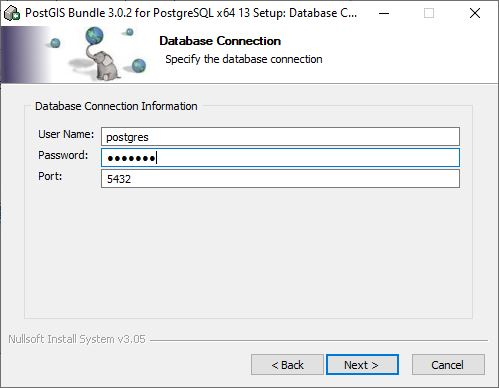 PostGIS Bundle 3.0.2 for PostgreSQL x64 13 Setup: Database C...
Database Connection
Specify the database connection
Database Connection Information
User Name: postgres
Password: ●●●●●●●
Port: 5432
Nullsoft Install System v3.05
< Back Next > Cancel